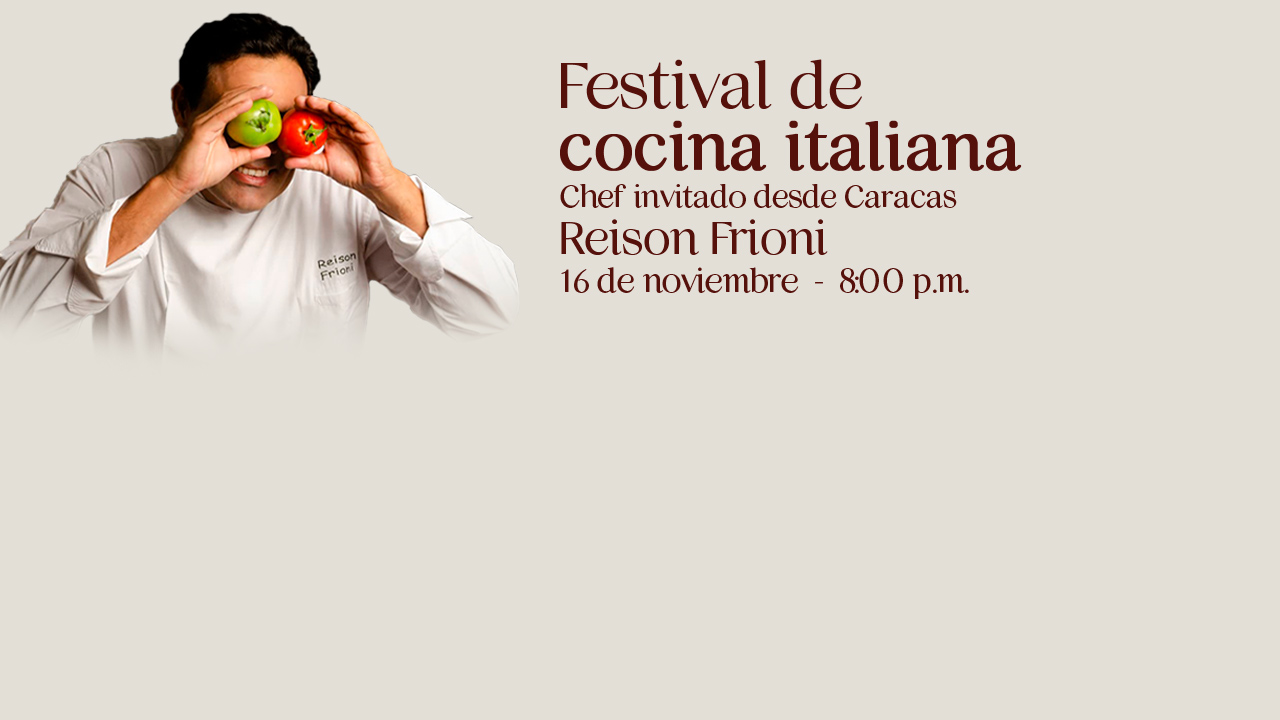 Festival de
cocina italiana
Chef invitado desde Caracas
Reison Frioni
16 de noviembre - 8:00 p.m.
Reison
Frioni